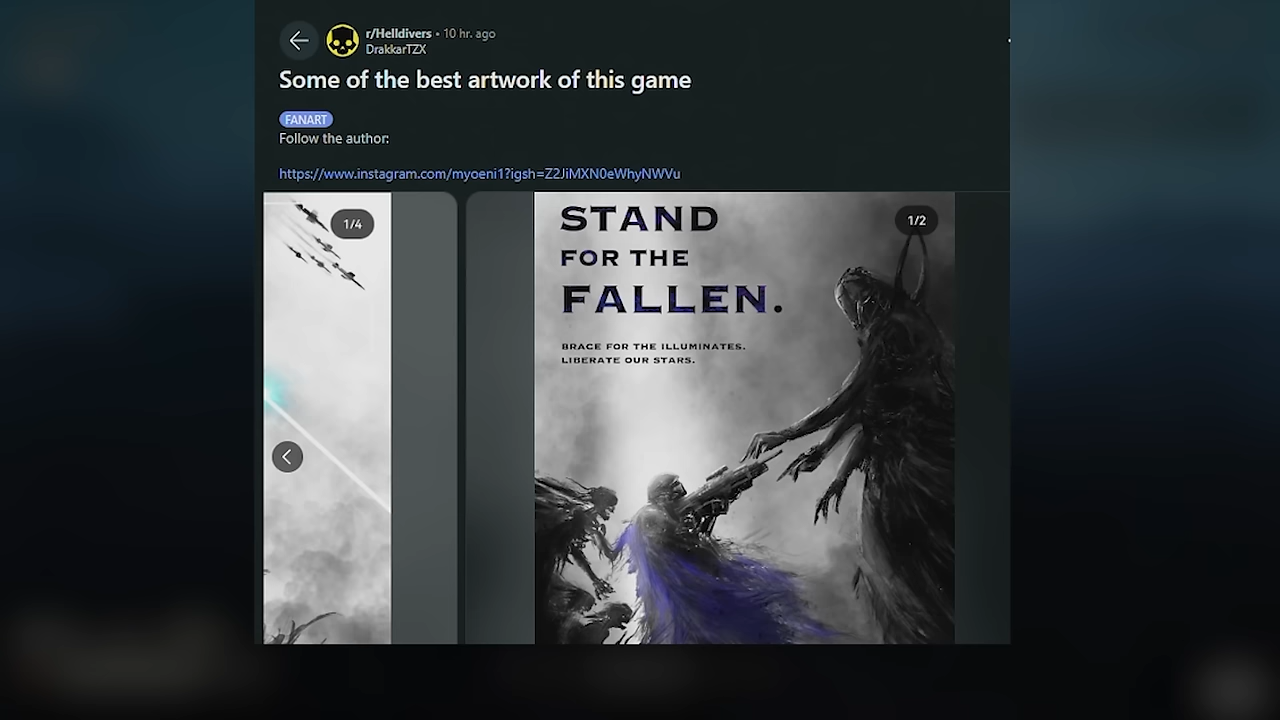 r/Helldivers • 10 hr. ago
DrakkarTZX
Some of the best artwork of this game
FANART
Follow the author:
https://www.instagram.com/myoeni1?igsh=Z2JiMXN0eWhyNWVu
1/4
1/2
STAND
FOR THE
FALLEN.
BRACE FOR THE ILLUMINATES.
LIBERATE OUR STARS.